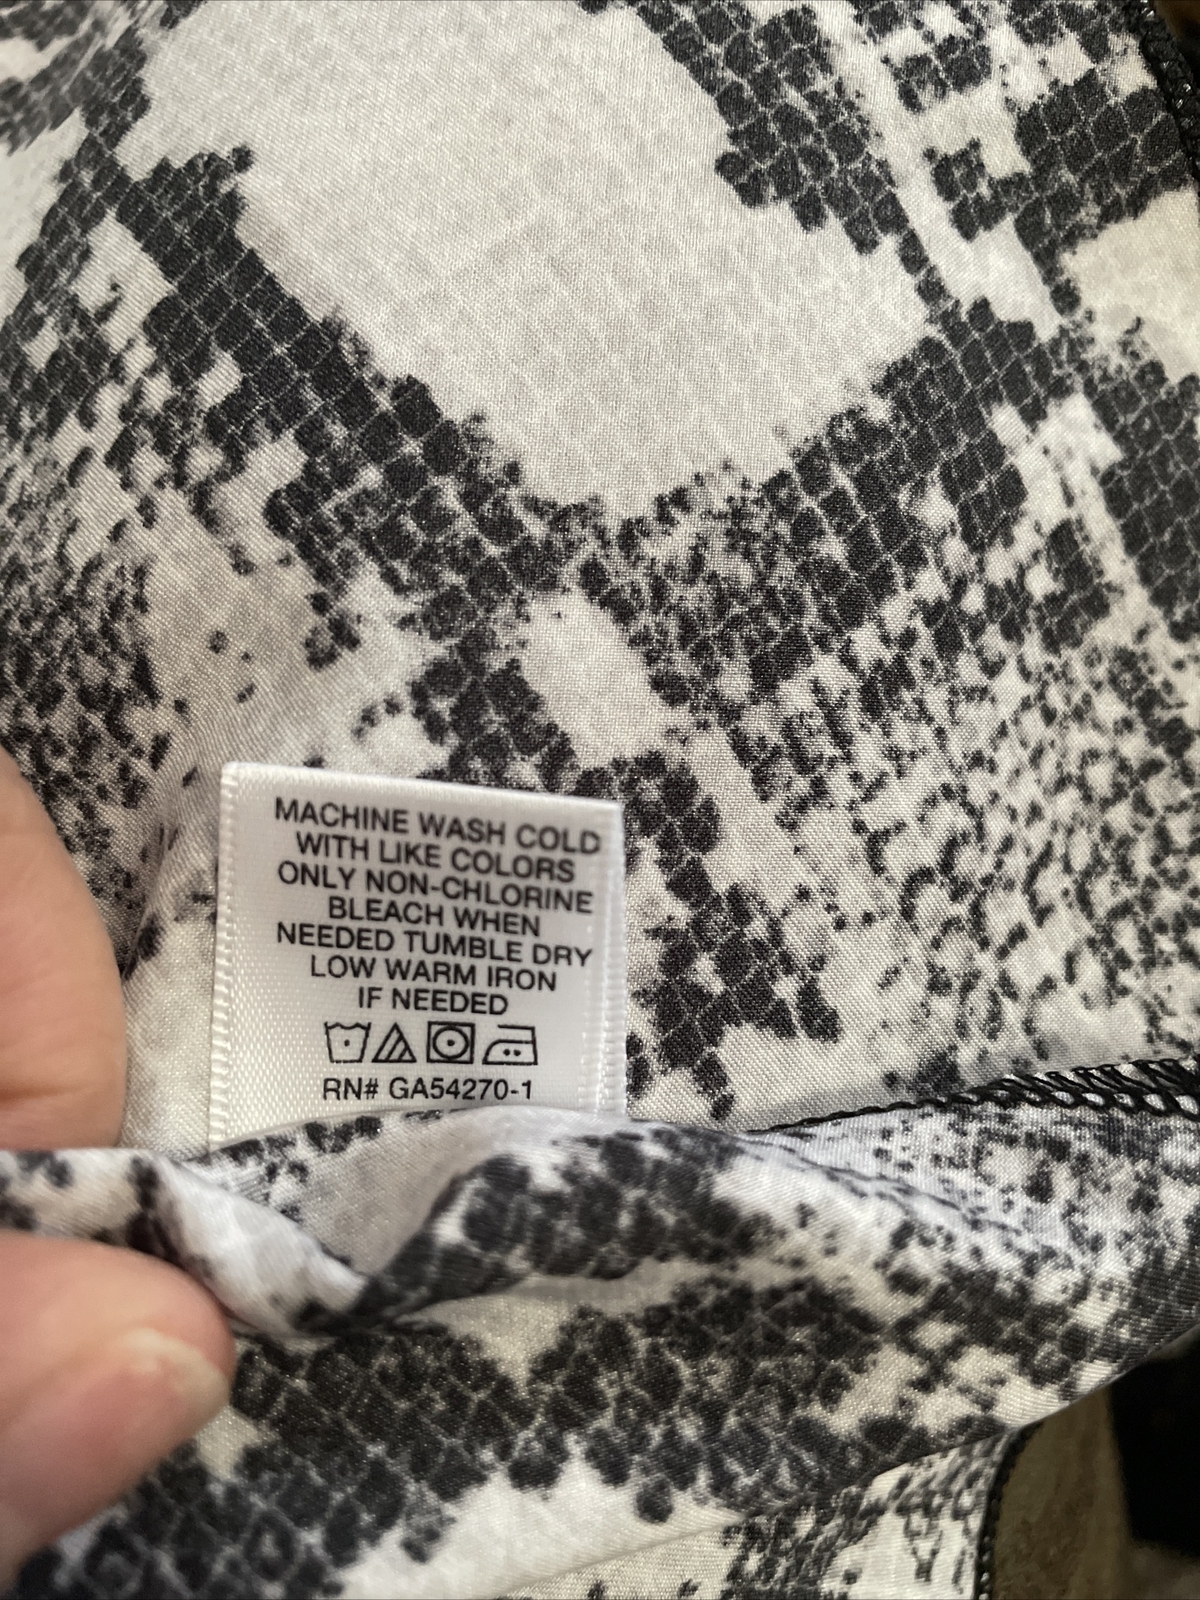 MACHINE WASH COLD
WITH LIKE COLORS
ONLY NON-CHLORINE
BLEACH WHEN
NEEDED TUMBLE DRY
LOW WARM IRON
IF NEEDED
RN# GA54270-1